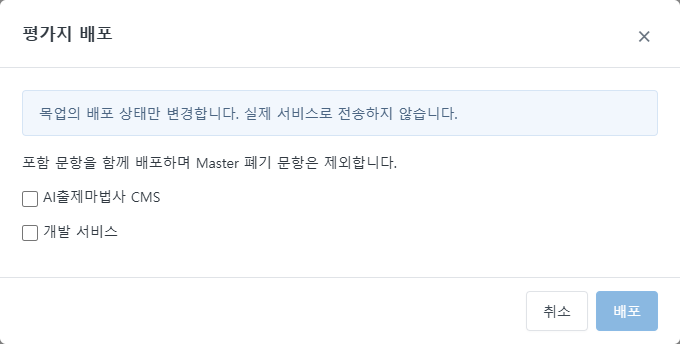 평가지 배포
목업의 배포 상태만 변경합니다. 실제 서비스로 전송하지 않습니다.
포함 문항을 함께 배포하며 Master 폐기 문항은 제외합니다.
AI출제마법사 CMS
개발 서비스
취소
배포